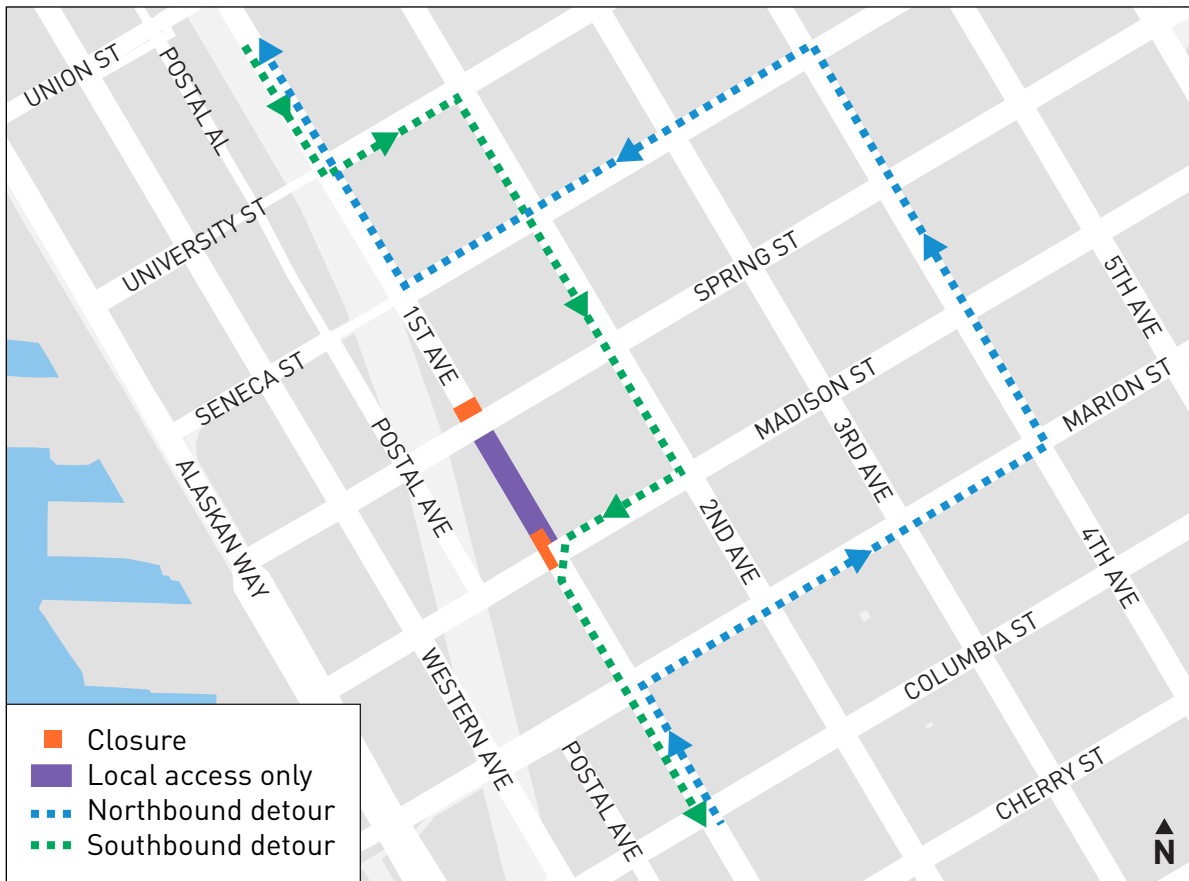 UNION ST
POSTAL AL
UNIVERSITY ST
SPRING ST
5TH AVE
1ST AVE
SENECA ST
MADISON ST
MARION ST
POSTAL AVE
3RD AVE
ALASKAN WAY
2ND AVE
4TH AVE
COLUMBIA ST
WESTERN AVE
POSTAL AVE
CHERRY ST
Closure
Local access only
Northbound detour
Southbound detour
N